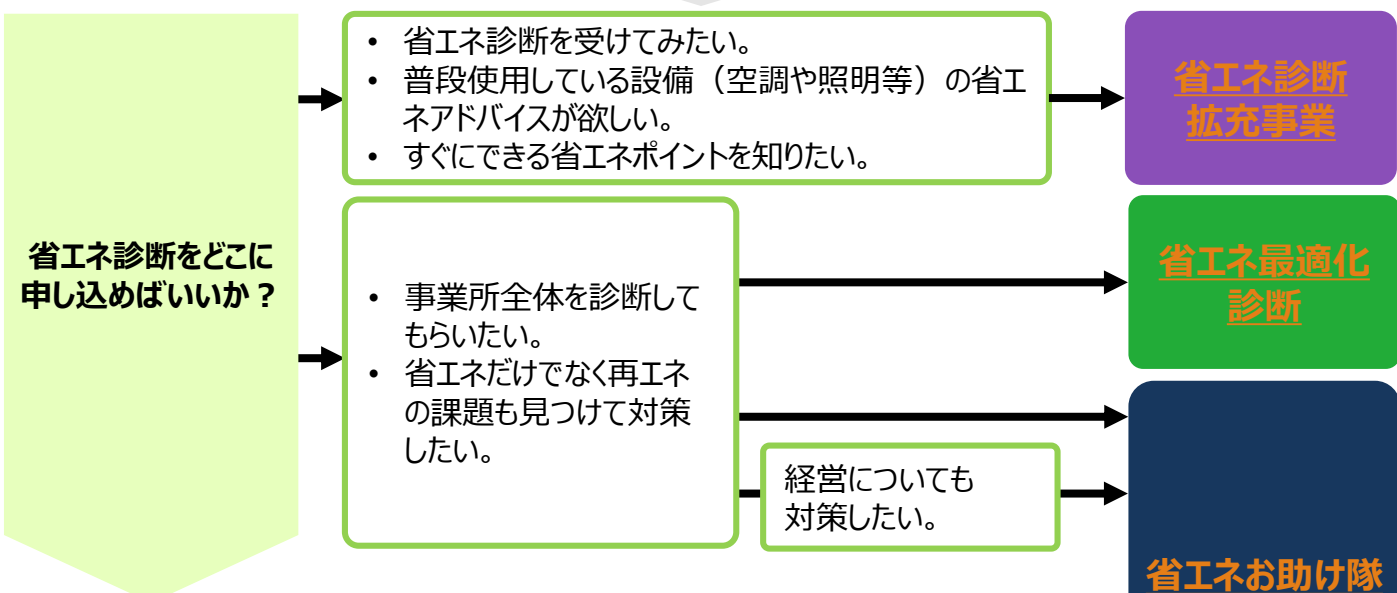 省エネ診断をどこに
申し込めばいいか？
• 省エネ診断を受けてみたい。
• 普段使用している設備（空調や照明等）の省エ
ネアドバイスが欲しい。
• すぐにできる省エネポイントを知りたい。
省エネ診断
拡充事業
• 事業所全体を診断して
もらいたい。
• 省エネだけでなく再エネ
の課題も見つけて対策
したい。
省エネ最適化
診断
経営についても
対策したい。
省エネお助け隊